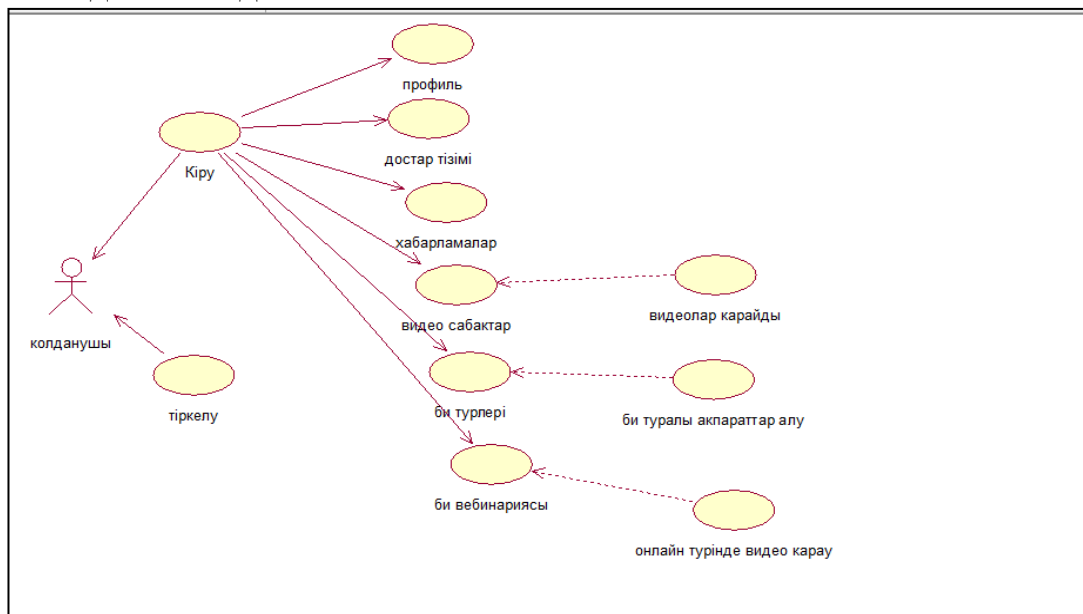 профиль
достар тізімі
Кіру
хабарламалар
видео сабактар
видеолар карайды
колданушы
тіркелу
би турлері
би туралы акпараттар алу
би вебинариясы
онлайн турінде видео карау